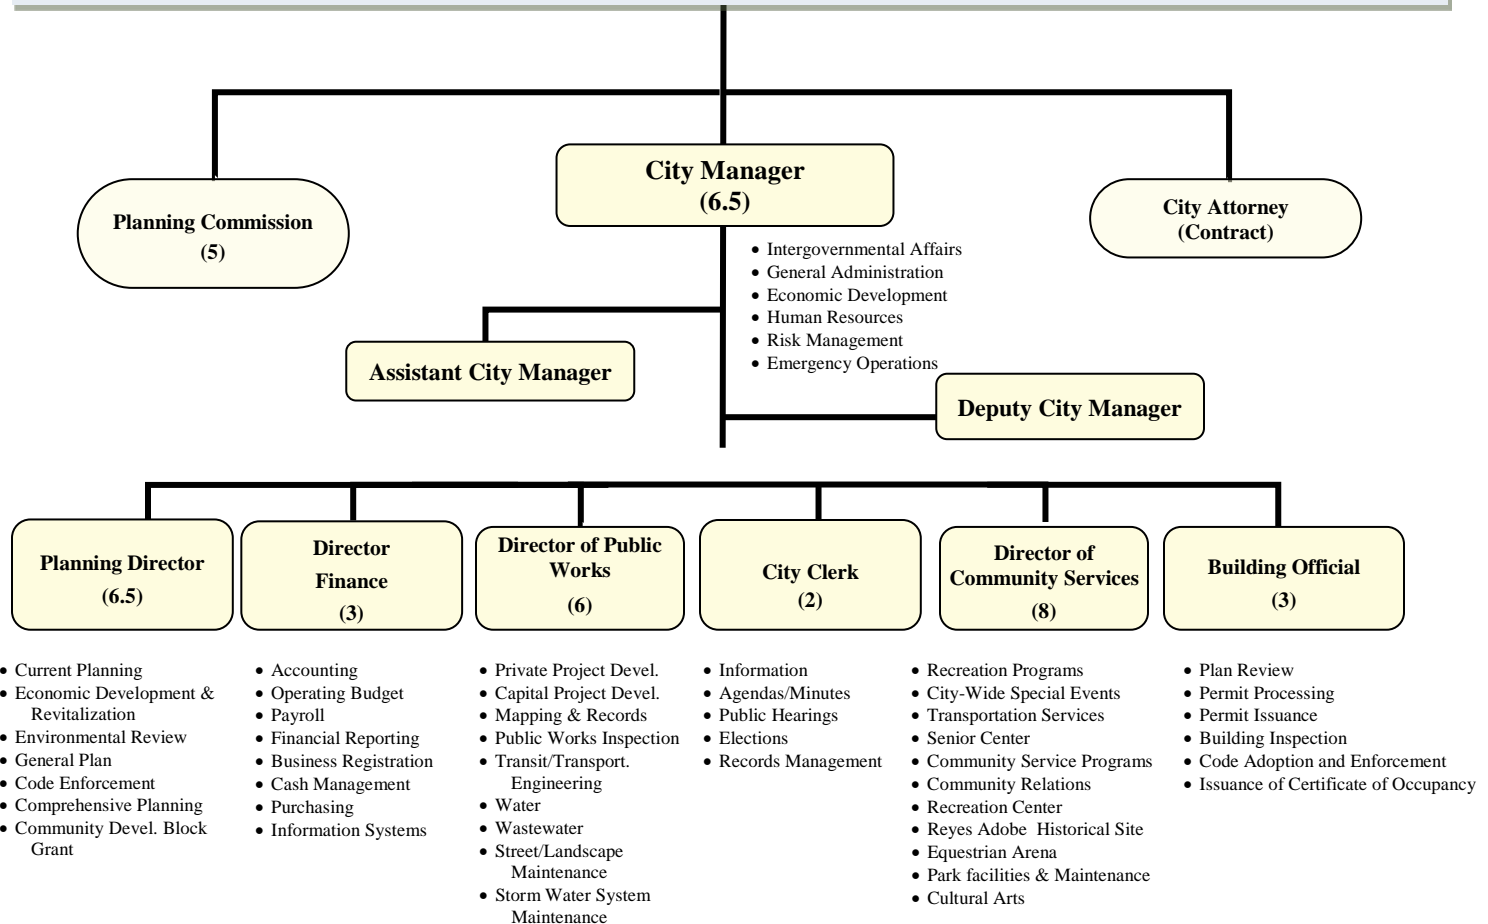 City Manager
(6.5)
Planning Commission
(5)
City Attorney
(Contract)
• Intergovernmental Affairs
• General Administration
• Economic Development
• Human Resources
• Risk Management
• Emergency Operations
Assistant City Manager
Deputy City Manager
Planning Director
(6.5)
Director
Finance
(3)
Director of Public
Works
(6)
City Clerk
(2)
Director of
Community Services
(8)
Building Official
(3)
• Current Planning
• Economic Development &
Revitalization
• Environmental Review
• General Plan
• Code Enforcement
• Comprehensive Planning
• Community Devel. Block
Grant
• Accounting
• Operating Budget
• Payroll
• Financial Reporting
• Business Registration
• Cash Management
• Purchasing
• Information Systems
• Private Project Devel.
• Capital Project Devel.
• Mapping & Records
• Public Works Inspection
• Transit/Transport.
Engineering
• Water
• Wastewater
• Street/Landscape
Maintenance
• Storm Water System
Maintenance
• Information
• Agendas/Minutes
• Public Hearings
• Elections
• Records Management
• Recreation Programs
• City-Wide Special Events
• Transportation Services
• Senior Center
• Community Service Programs
• Community Relations
• Recreation Center
• Reyes Adobe  Historical Site
• Equestrian Arena
• Park facilities & Maintenance
• Cultural Arts
• Plan Review
• Permit Processing
• Permit Issuance
• Building Inspection
• Code Adoption and Enforcement
• Issuance of Certificate of Occupancy